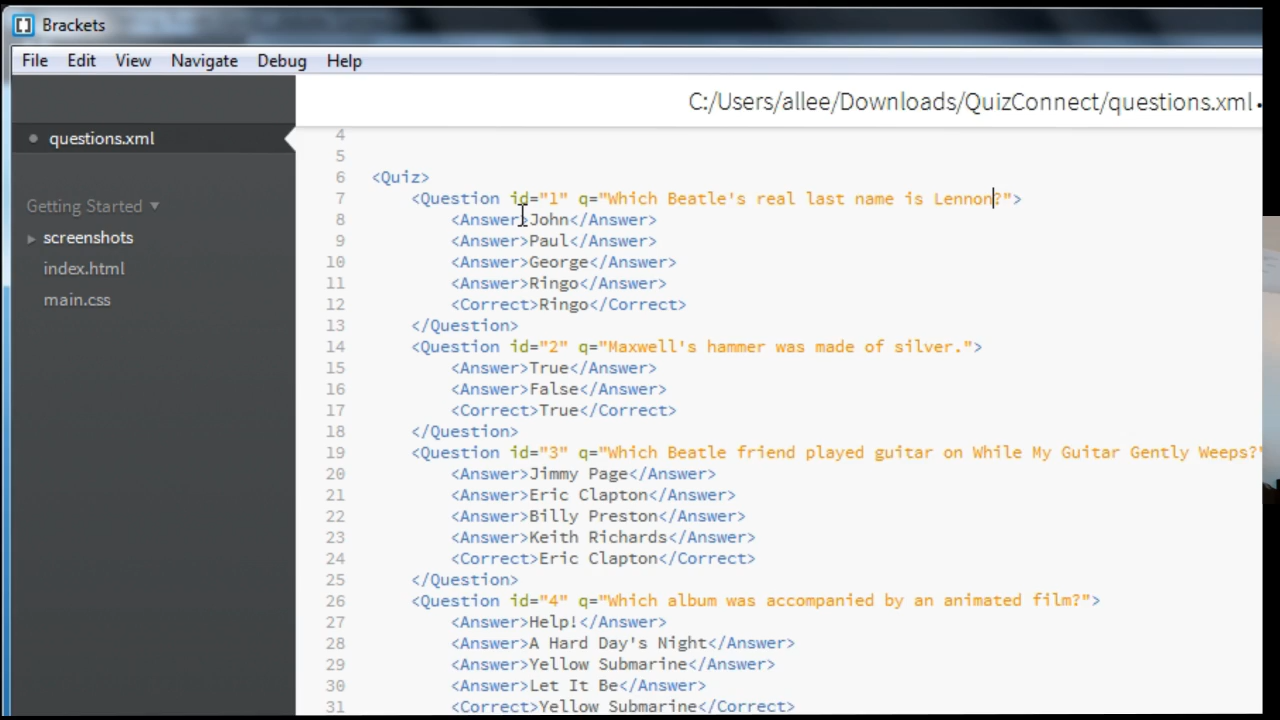 Brackets
File Edit View Navigate Debug Help
C:/Users/allee/Downloads/QuizConnect/questions.xml •
questions.xml
Getting Started
screenshots
index.html
main.css
4
5
6 <Quiz>
7 <Question id="1" q="Which Beatle's real last name is Lennon?">
8 <Answer>John</Answer>
9 <Answer>Paul</Answer>
10 <Answer>George</Answer>
11 <Answer>Ringo</Answer>
12 <Correct>Ringo</Correct>
13 </Question>
14 <Question id="2" q="Maxwell's hammer was made of silver.">
15 <Answer>True</Answer>
16 <Answer>False</Answer>
17 <Correct>True</Correct>
18 </Question>
19 <Question id="3" q="Which Beatle friend played guitar on While My Guitar Gently Weeps?"
20 <Answer>Jimmy Page</Answer>
21 <Answer>Eric Clapton</Answer>
22 <Answer>Billy Preston</Answer>
23 <Answer>Keith Richards</Answer>
24 <Correct>Eric Clapton</Correct>
25 </Question>
26 <Question id="4" q="Which album was accompanied by an animated film?">
27 <Answer>Help!</Answer>
28 <Answer>A Hard Day's Night</Answer>
29 <Answer>Yellow Submarine</Answer>
30 <Answer>Let It Be</Answer>
31 <Correct>Yellow Submarine</Correct>